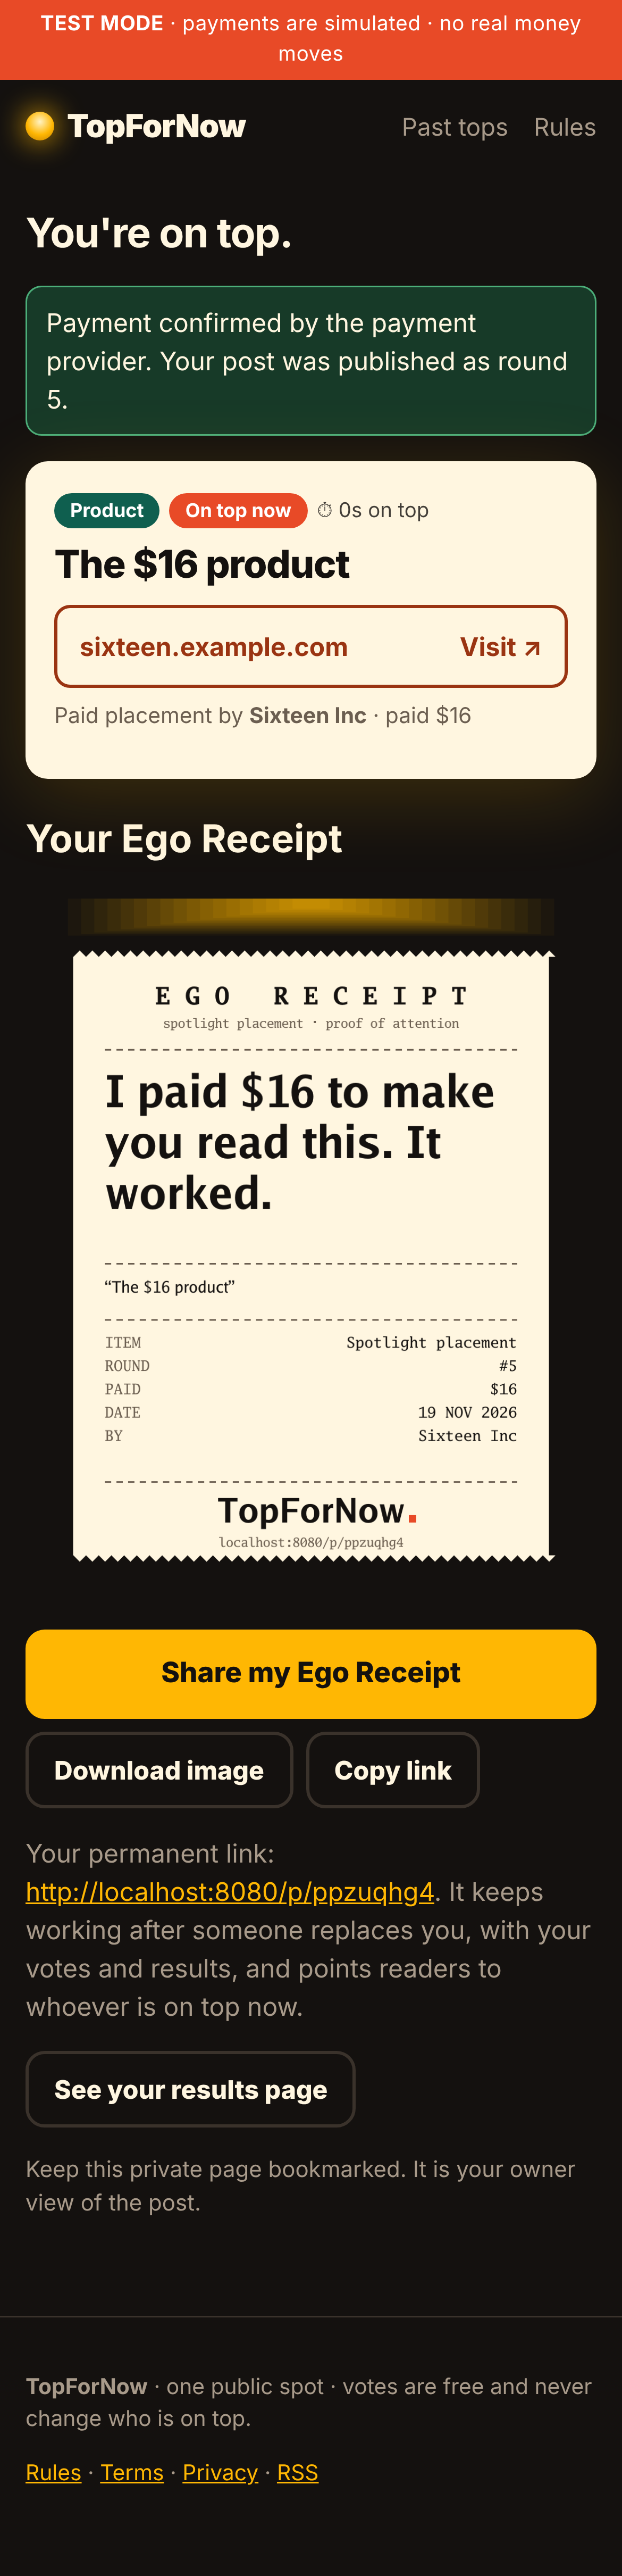 TEST MODE · payments are simulated · no real money
moves
TopForNow
Past tops
Rules
You're on top.
Payment confirmed by the payment
provider. Your post was published as round
5.
Product
On top now
⏱ 0s on top
The $16 product
sixteen.example.com
Visit ↗
Paid placement by Sixteen Inc · paid $16
Your Ego Receipt
EGO RECEIPT
spotlight placement · proof of attention
I paid $16 to make
you read this. It
worked.
“The $16 product”
ITEM Spotlight placement
ROUND #5
PAID $16
DATE 19 NOV 2026
BY Sixteen Inc
TopForNow.
localhost:8080/p/ppzuqhg4
Share my Ego Receipt
Download image
Copy link
Your permanent link:
http://localhost:8080/p/ppzuqhg4. It keeps
working after someone replaces you, with your
votes and results, and points readers to
whoever is on top now.
See your results page
Keep this private page bookmarked. It is your owner
view of the post.
TopForNow · one public spot · votes are free and never
change who is on top.
Rules · Terms · Privacy · RSS